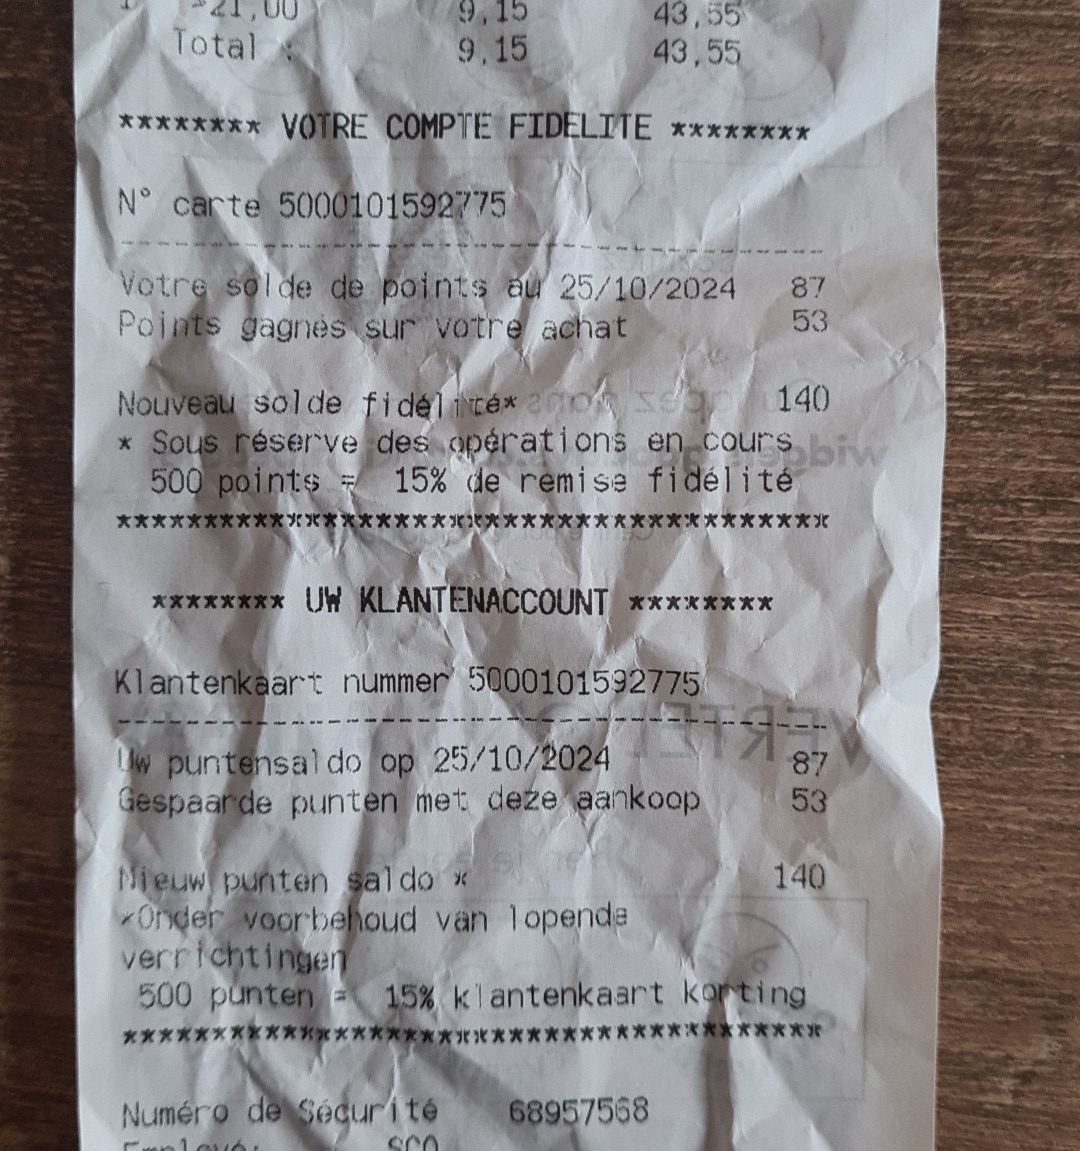 >21,00 9,15 43,55
Total : 9,15 43,55
******** VOTRE COMPTE FIDELITE ********
N° carte 5000101592775
Votre solde de points au 25/10/2024 87
Points gagnés sur votre achat 53
Nouveau solde fidélité* 140
* Sous réserve des opérations en cours
500 points = 15% de remise fidélité
****************************************
******** UW KLANTENACCOUNT ********
Klantenkaart nummer 5000101592775
Uw puntensaldo op 25/10/2024 87
Gespaarde punten met deze aankoop 53
Nieuw punten saldo * 140
*Onder voorbehoud van lopende
verrichtingen
500 punten = 15% klantenkaart korting
****************************************
Numéro de Sécurité 68957568
Employé: SCO